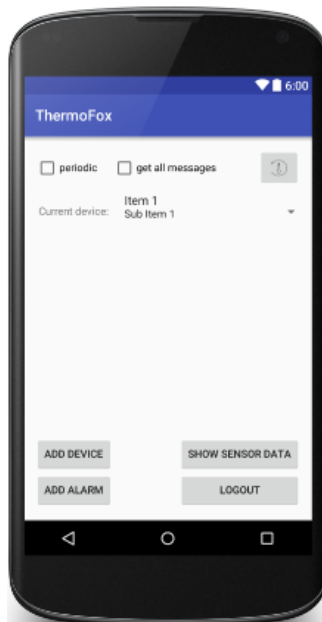 6:00
ThermoFox
periodic get all messages
Item 1
Current device:
Sub Item 1
ADD DEVICE SHOW SENSOR DATA
ADD ALARM LOGOUT